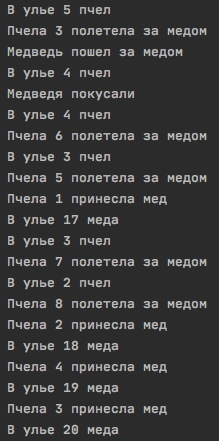 В улье 5 пчел
Пчела 3 полетела за медом
Медведь пошел за медом
В улье 4 пчел
Медведя покусали
В улье 4 пчел
Пчела 6 полетела за медом
В улье 3 пчел
Пчела 5 полетела за медом
Пчела 1 принесла мед
В улье 17 меда
В улье 3 пчел
Пчела 7 полетела за медом
В улье 2 пчел
Пчела 8 полетела за медом
Пчела 2 принесла мед
В улье 18 меда
Пчела 4 принесла мед
В улье 19 меда
Пчела 3 принесла мед
В улье 20 меда